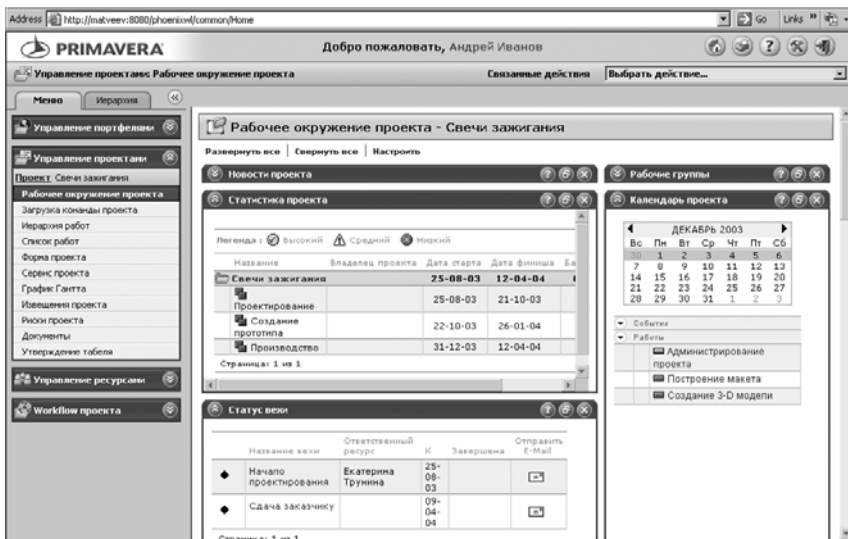 Address http://matveev:8080/phoenixwl/common/Home Go Links »
PRIMAVERA Добро пожаловать, Андрей Иванов
Управление проектами: Рабочее окружение проекта Связанные действия Выбрать действие...
Меню Иерархия
Управление портфелями
Управление проектами
Проект Свечи зажигания
Рабочее окружение проекта
Загрузка команды проекта
Иерархия работ
Список работ
Форма проекта
Сервис проекта
График Гантта
Извещения проекта
Риски проекта
Документы
Утверждение табеля
Управление ресурсами
Workflow проекта
Рабочее окружение проекта - Свечи зажигания
Развернуть все | Свернуть все | Настроить
Новости проекта
Статистика проекта
Легенда : Высокий Средний Низкий
Название Владелец проекта Дата старта Дата финиша Ба
Свечи зажигания 25-08-03 12-04-04
Проектирование 25-08-03 21-10-03
Создание прототипа 22-10-03 26-01-04
Производство 31-12-03 12-04-04
Страница: 1 из 1
Статус вехи
Название вехи Ответственный ресурс К Завершена Отправить E-Mail
Начало проектирования Екатерина Трунина 25-08-03
Сдача заказчику 09-04-04
Страница: 1 из 1
Рабочие группы
Календарь проекта
ДЕКАБРЬ 2003
Вс Пн Вт Ср Чт Пт Сб
30 1 2 3 4 5 6
7 8 9 10 11 12 13
14 15 16 17 18 19 20
21 22 23 24 25 26 27
28 29 30 31 1 2 3
События
Работы
Администрирование проекта
Построение макета
Создание 3-D модели